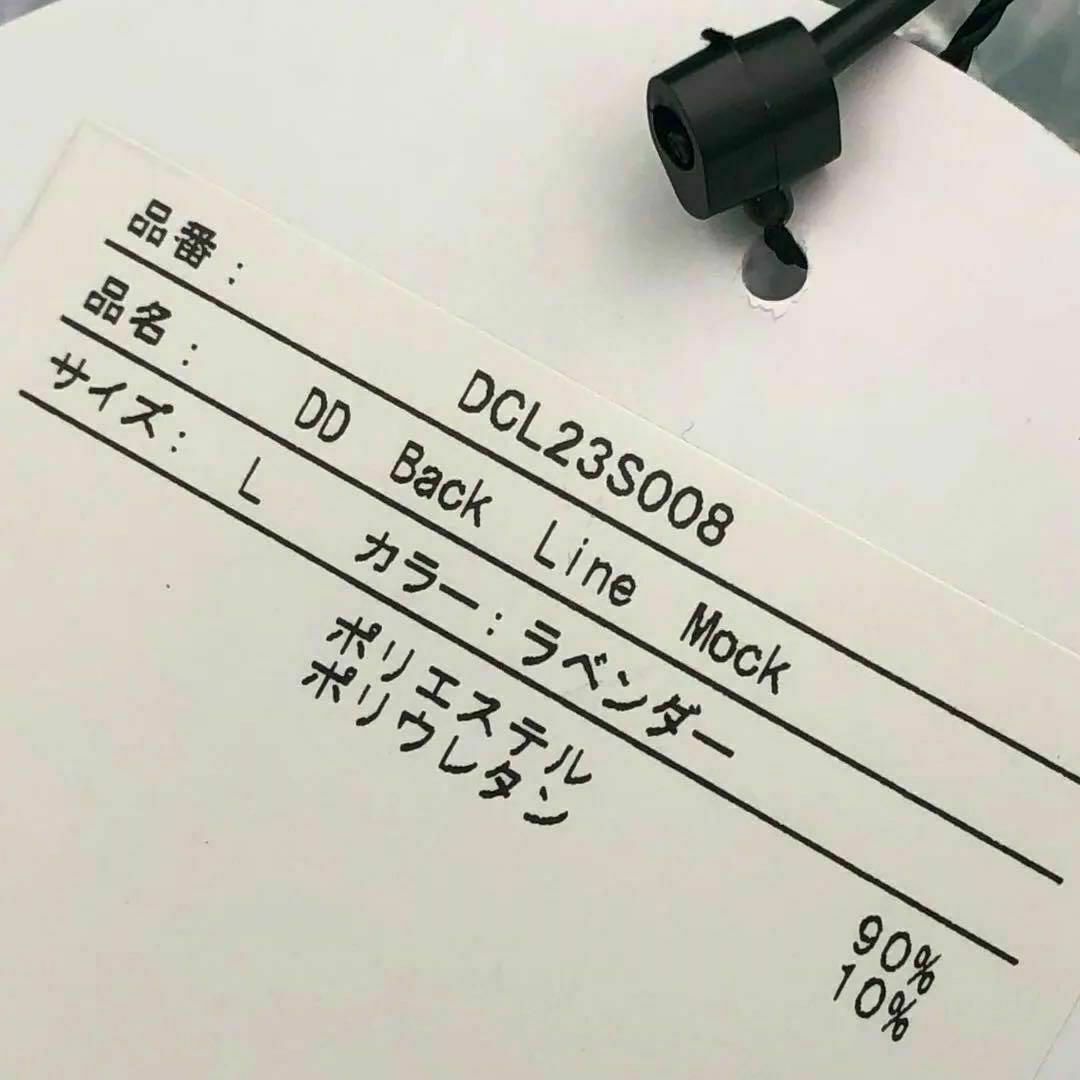 品番: DCL23S008
品名: DD Back Line Mock
サイズ: L カラー:ラベンダー
ポリエステル 90%
ポリウレタン 10%